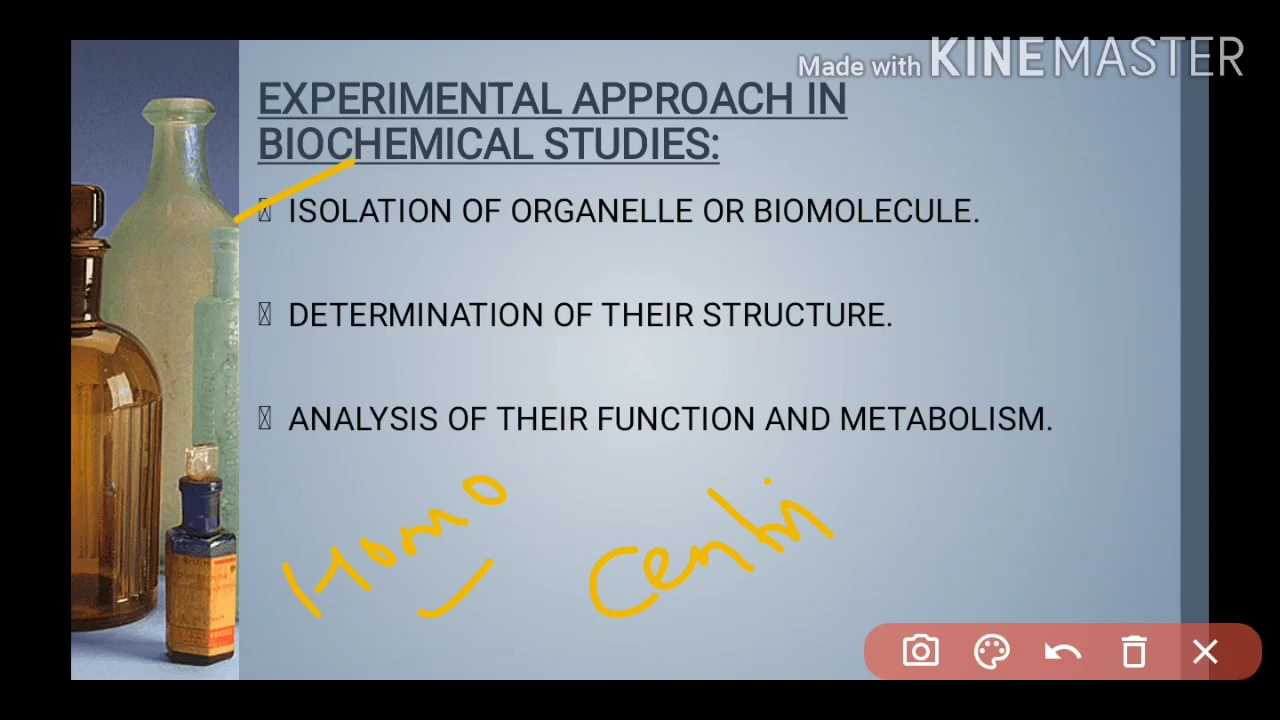 Made with KINEMASTER
EXPERIMENTAL APPROACH IN
BIOCHEMICAL STUDIES:
ISOLATION OF ORGANELLE OR BIOMOLECULE.
DETERMINATION OF THEIR STRUCTURE.
ANALYSIS OF THEIR FUNCTION AND METABOLISM.
Homo